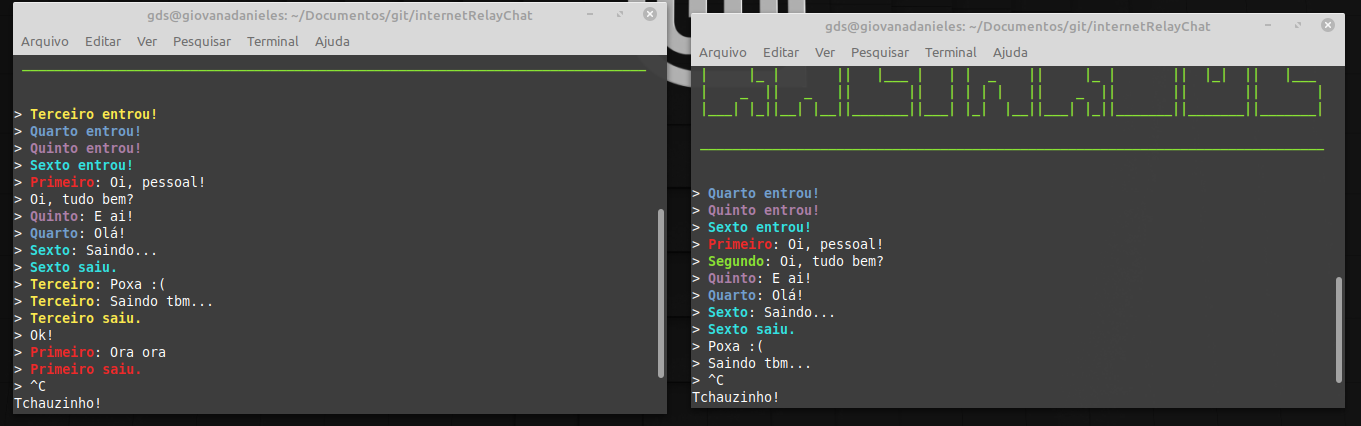 gds@giovanadanieles: ~/Documentos/git/internetRelayChat
Arquivo Editar Ver Pesquisar Terminal Ajuda
> Terceiro entrou!
> Quarto entrou!
> Quinto entrou!
> Sexto entrou!
> Primeiro: Oi, pessoal!
> Oi, tudo bem?
> Quinto: E ai!
> Quarto: Olá!
> Sexto: Saindo...
> Sexto saiu.
> Terceiro: Poxa :(
> Terceiro: Saindo tbm...
> Terceiro saiu.
> Ok!
> Primeiro: Ora ora
> Primeiro saiu.
> ^C
Tchauzinho!
gds@giovanadanieles: ~/Documentos/git/internetRelayChat
Arquivo Editar Ver Pesquisar Terminal Ajuda
> Quarto entrou!
> Quinto entrou!
> Sexto entrou!
> Primeiro: Oi, pessoal!
> Segundo: Oi, tudo bem?
> Quinto: E ai!
> Quarto: Olá!
> Sexto: Saindo...
> Sexto saiu.
> Poxa :(
> Saindo tbm...
> ^C
Tchauzinho!